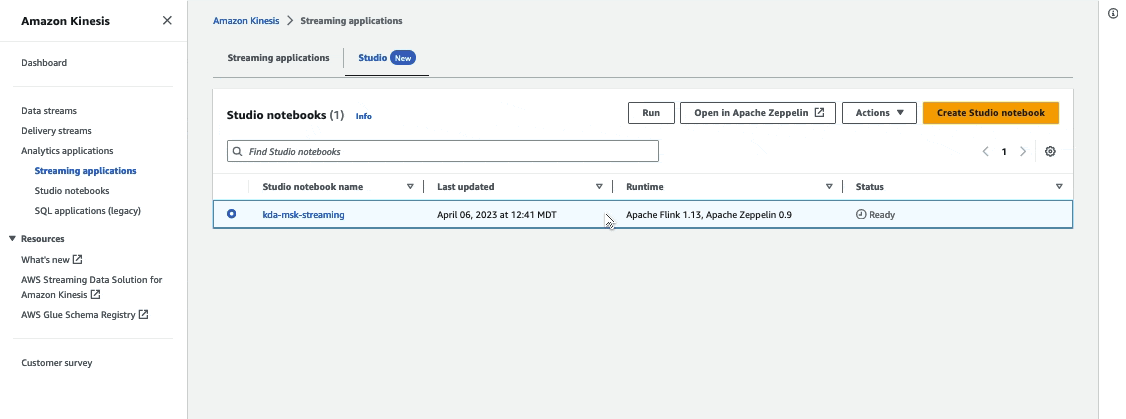 Amazon Kinesis
Dashboard
Data streams
Delivery streams
Analytics applications
Streaming applications
Studio notebooks
SQL applications (legacy)
Resources
What's new
AWS Streaming Data Solution for
Amazon Kinesis
AWS Glue Schema Registry
Customer survey
Amazon Kinesis > Streaming applications
Streaming applications Studio New
Studio notebooks (1) Info Run Open in Apache Zeppelin Actions Create Studio notebook
Find Studio notebooks 1
Studio notebook name Last updated Runtime Status
kda-msk-streaming April 06, 2023 at 12:41 MDT Apache Flink 1.13, Apache Zeppelin 0.9 Ready